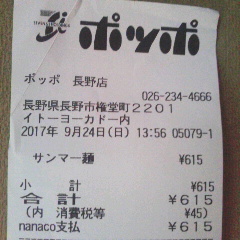 ポッポ
ポッポ 長野店
026-234-4666
長野県長野市権堂町2201
イトーヨーカドー内
2017年 9月24日(日) 13:56 05079-1
サンマー麺 ¥615
小 計 ¥615
合計 ¥615
(内 消費税等 ¥45)
nanaco支払 ¥615